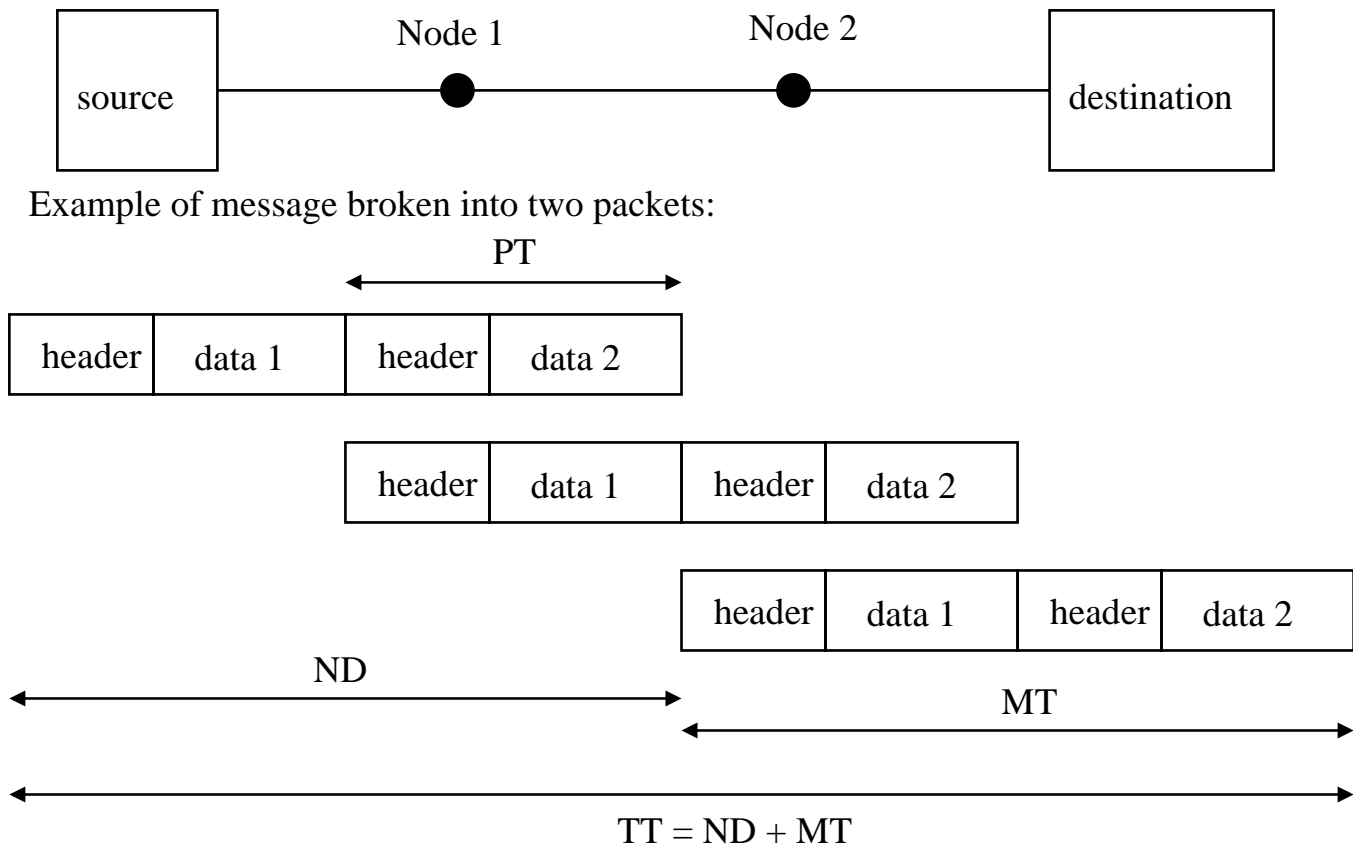 Node 1 Node 2
source destination
Example of message broken into two packets:
PT
header data 1 header data 2
header data 1 header data 2
header data 1 header data 2
ND
MT
TT = ND + MT